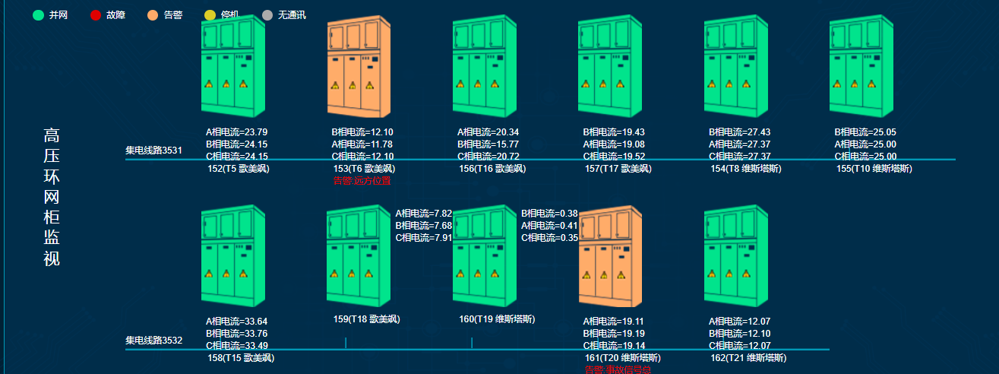 并网 故障 告警 停机 无通讯
高压环网柜监视
集电线路3531
A相电流=23.79
B相电流=24.15
C相电流=24.15
152(T5 歌美飒)
B相电流=12.10
A相电流=11.78
C相电流=12.10
153(T6 歌美飒)
告警:远方位置
A相电流=20.34
B相电流=15.77
C相电流=20.72
156(T16 歌美飒)
B相电流=19.43
A相电流=19.08
C相电流=19.52
157(T17 歌美飒)
B相电流=27.43
A相电流=27.37
C相电流=27.37
154(T8 维斯塔斯)
B相电流=25.05
A相电流=25.00
C相电流=25.00
155(T10 维斯塔斯)
集电线路3532
A相电流=33.64
B相电流=33.76
C相电流=33.49
158(T15 歌美飒)
A相电流=7.82
B相电流=7.68
C相电流=7.91
159(T18 歌美飒)
B相电流=0.38
A相电流=0.41
C相电流=0.35
160(T19 维斯塔斯)
A相电流=19.11
B相电流=19.19
C相电流=19.14
161(T20 维斯塔斯)
告警:事故信号总
A相电流=12.07
B相电流=12.10
C相电流=12.07
162(T21 维斯塔斯)